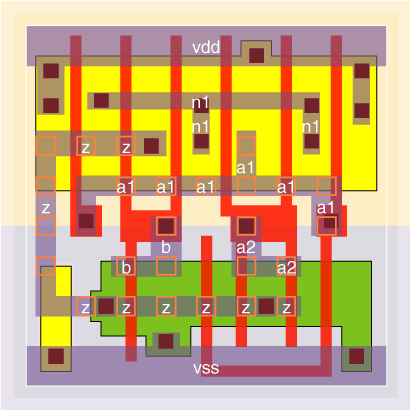 vdd
n1
n1 n1
z z
a1
a1 a1 a1 a1
z a1
b a2
b a2
z z z z z z
vss